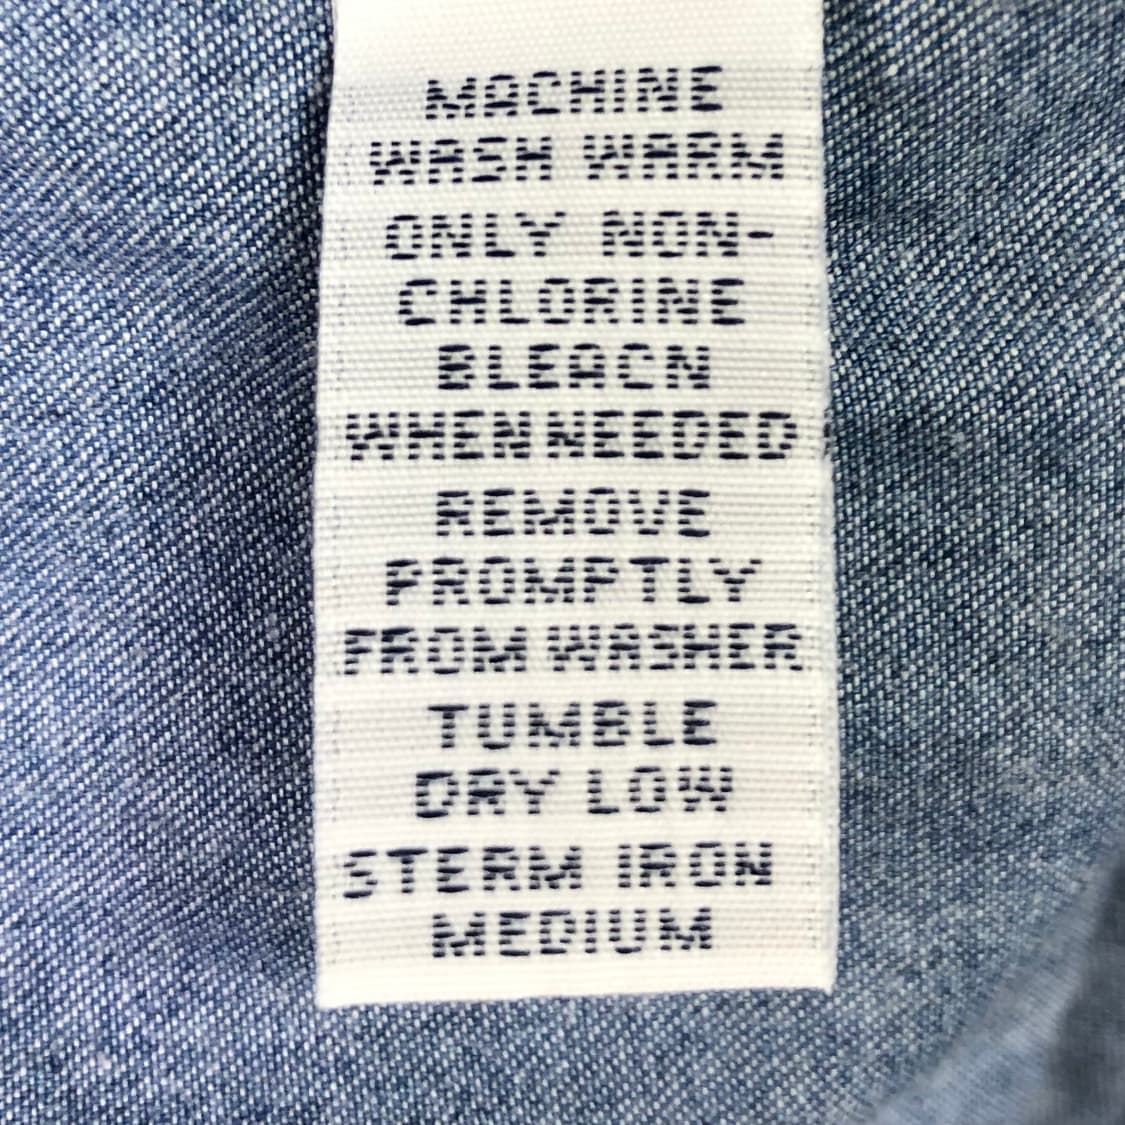 MACHINE
WASH WARM
ONLY NON-
CHLORINE
BLEACN
WHEN NEEDED
REMOVE
PROMPTLY
FROM WASHER
TUMBLE
DRY LOW
STERM IRON
MEDIUM